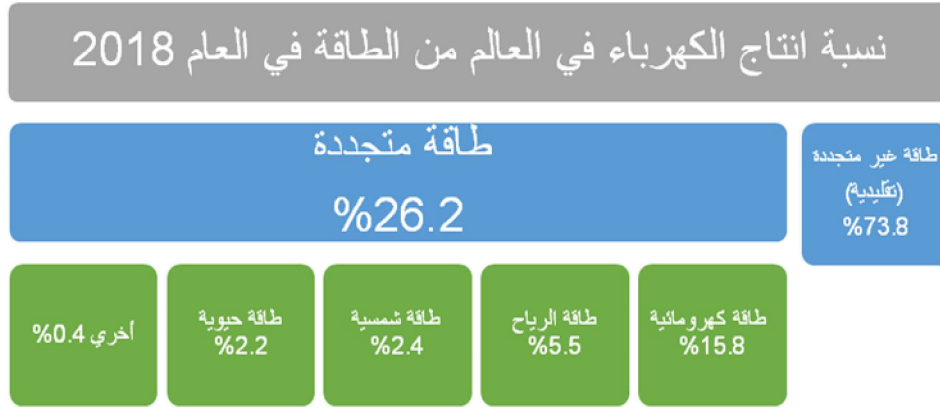 نسبة انتاج الكهرباء في العالم من الطاقة في العام 2018
طاقة غير متجددة
(تقليدية)
%73.8
طاقة متجددة
%26.2
طاقة كهرومائية
%15.8
طاقة الرياح
%5.5
طاقة شمسية
%2.4
طاقة حيوية
%2.2
أخري 0.4%